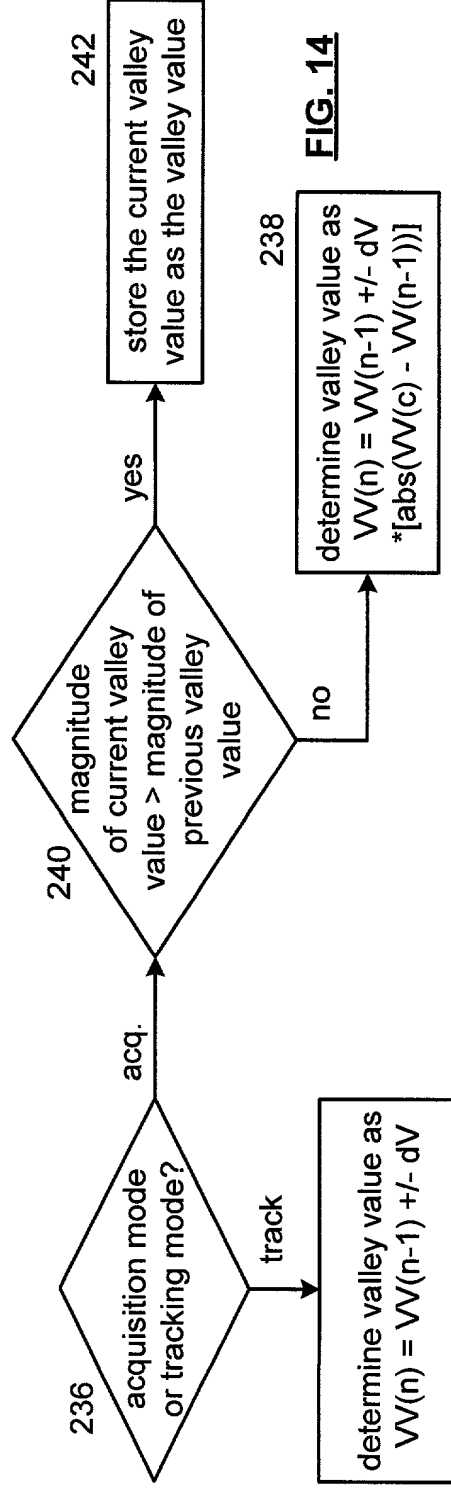 236
acquisition mode
or tracking mode?
acq.
track
determine valley value as
VV(n) = VV(n-1) +/- dV
240
magnitude
of current valley
value > magnitude of
previous valley
value
yes
no
242
store the current valley
value as the valley value
238
determine valley value as
VV(n) = VV(n-1) +/- dV
*[abs(VV(c) - VV(n-1))]
FIG. 14